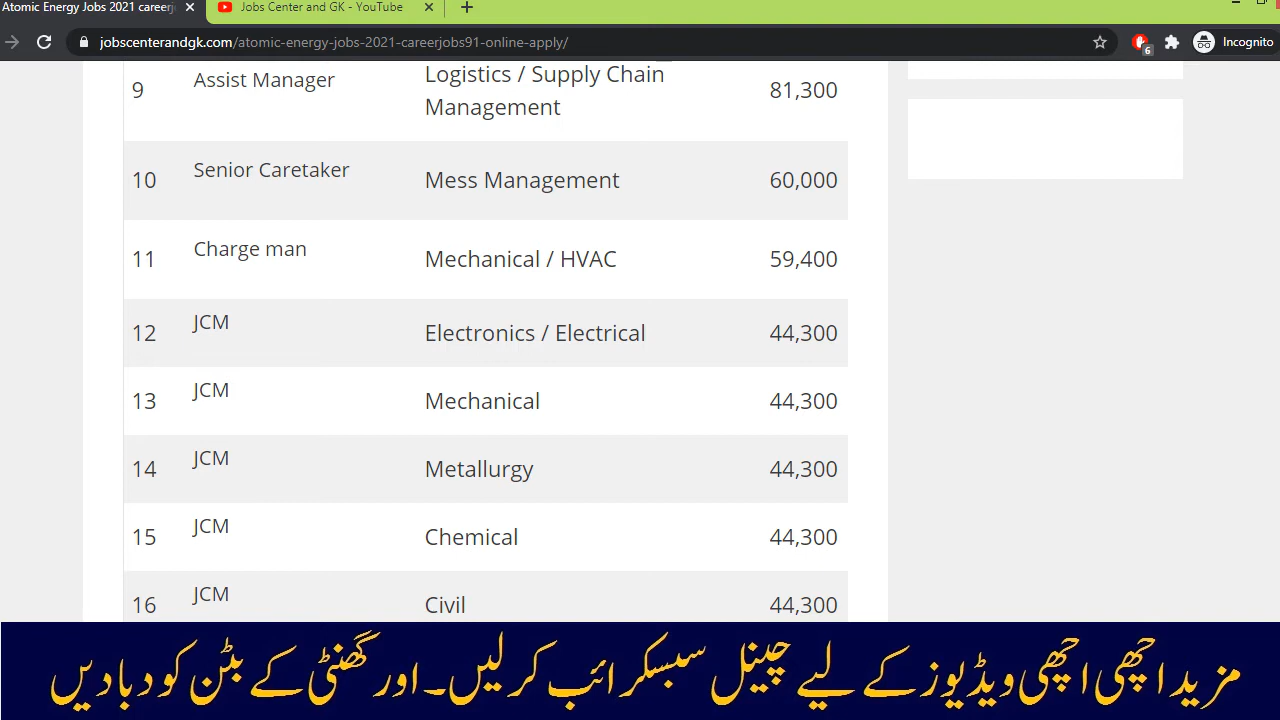 Atomic Energy Jobs 2021 careerj
Jobs Center and GK - YouTube
jobscenterandgk.com/atomic-energy-jobs-2021-careerjobs91-online-apply/
6
Incognito
9 Assist Manager Logistics / Supply Chain 81,300
Management
10 Senior Caretaker Mess Management 60,000
11 Charge man Mechanical / HVAC 59,400
12 JCM Electronics / Electrical 44,300
13 JCM Mechanical 44,300
14 JCM Metallurgy 44,300
15 JCM Chemical 44,300
16 JCM Civil 44,300
مزید اچھی اچھی ویڈیوز کے لیے چینل سبسکرائب کرلیں۔ اور گھنٹی کے بٹن کو دبادیں